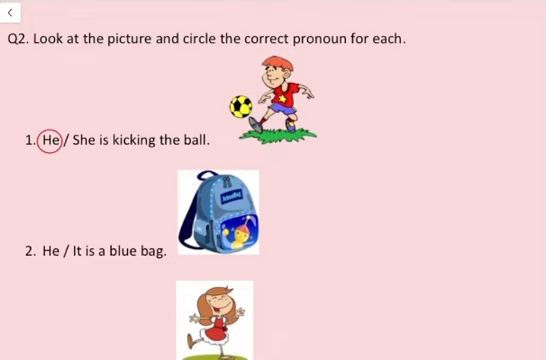 Q2. Look at the picture and circle the correct pronoun for each.
1. He / She is kicking the ball.
2. He / It is a blue bag.